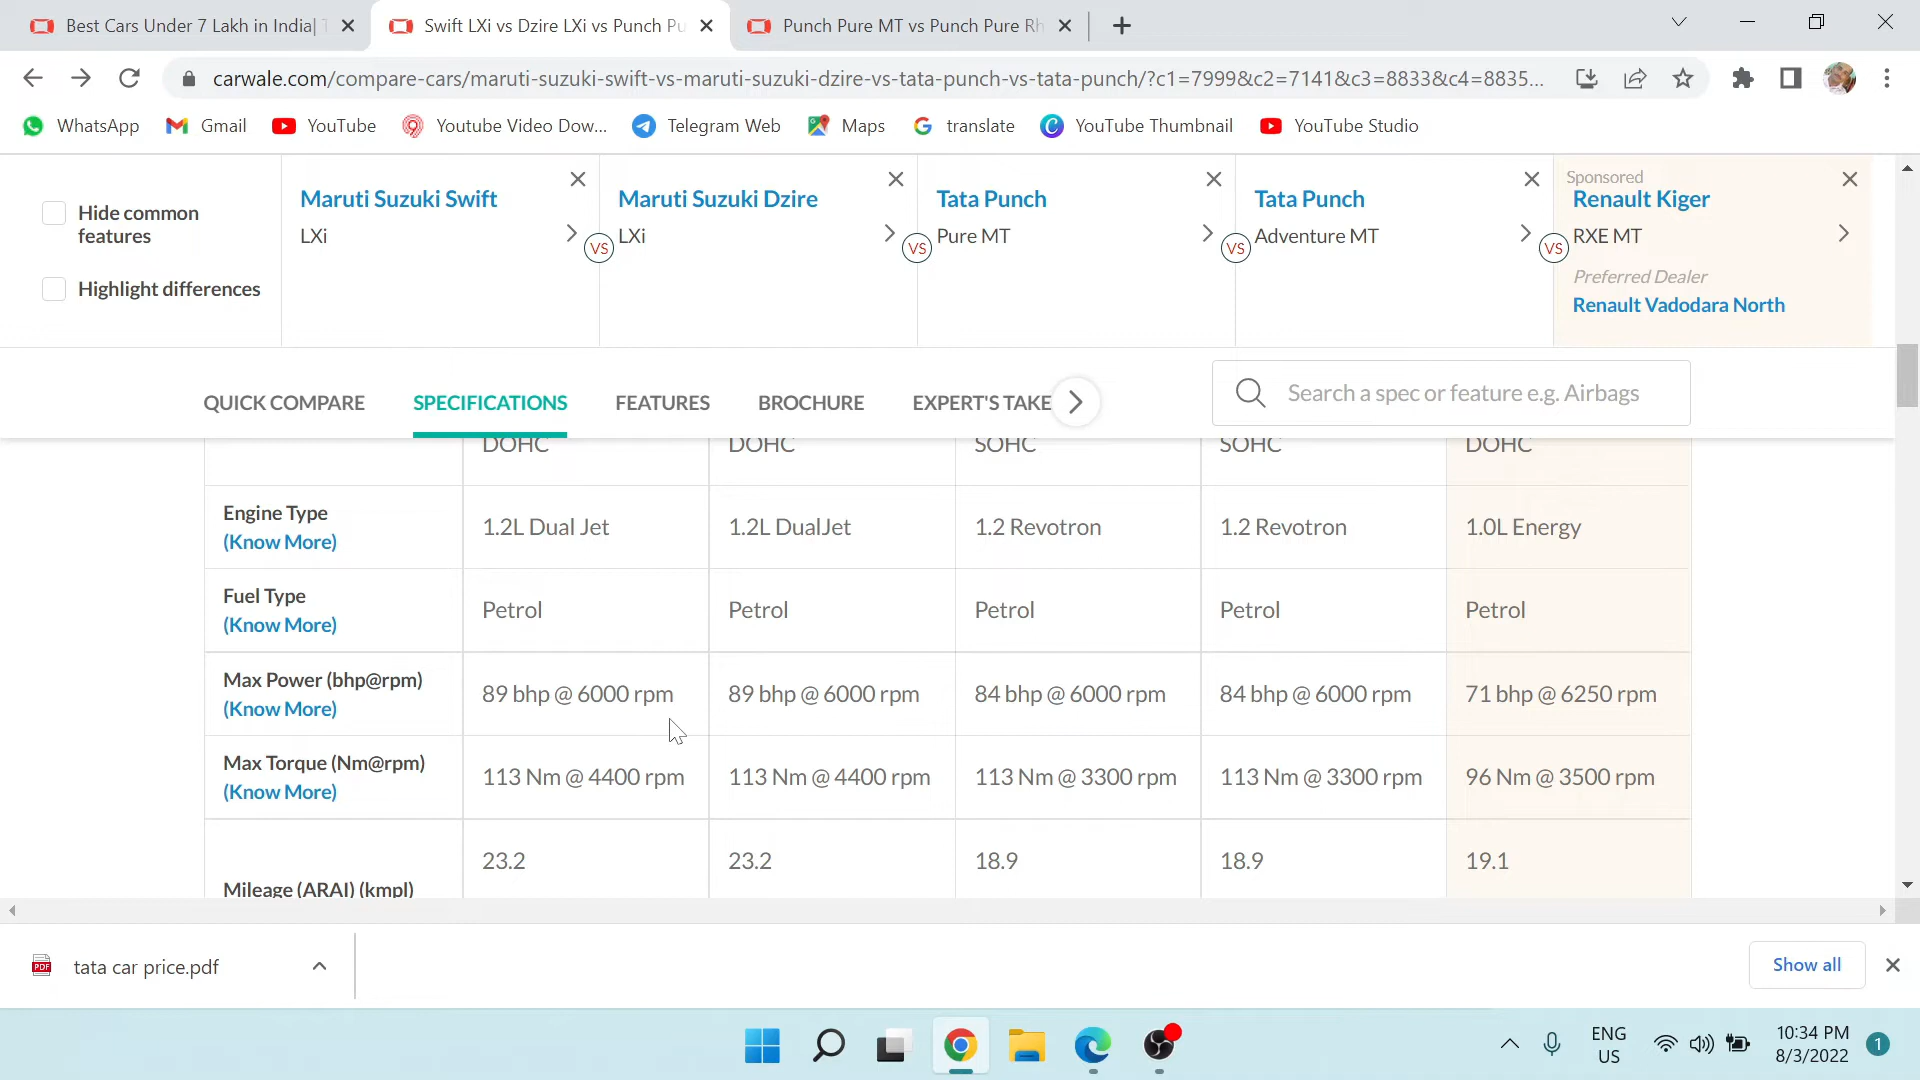 Best Cars Under 7 Lakh in India|
Swift LXi vs Dzire LXi vs Punch Pu
Punch Pure MT vs Punch Pure Rh
carwale.com/compare-cars/maruti-suzuki-swift-vs-maruti-suzuki-dzire-vs-tata-punch-vs-tata-punch/?c1=7999&c2=7141&c3=8833&c4=8835...
WhatsApp Gmail YouTube Youtube Video Dow... Telegram Web Maps translate YouTube Thumbnail YouTube Studio
Hide common features
Highlight differences
Maruti Suzuki Swift
LXi
VS
Maruti Suzuki Dzire
LXi
VS
Tata Punch
Pure MT
VS
Tata Punch
Adventure MT
VS
Sponsored
Renault Kiger
RXE MT
Preferred Dealer
Renault Vadodara North
QUICK COMPARE SPECIFICATIONS FEATURES BROCHURE EXPERT'S TAKE
Search a spec or feature e.g. Airbags
DOHC DOHC SOHC SOHC DOHC
Engine Type
(Know More)
1.2L Dual Jet 1.2L DualJet 1.2 Revotron 1.2 Revotron 1.0L Energy
Fuel Type
(Know More)
Petrol Petrol Petrol Petrol Petrol
Max Power (bhp@rpm)
(Know More)
89 bhp @ 6000 rpm 89 bhp @ 6000 rpm 84 bhp @ 6000 rpm 84 bhp @ 6000 rpm 71 bhp @ 6250 rpm
Max Torque (Nm@rpm)
(Know More)
113 Nm @ 4400 rpm 113 Nm @ 4400 rpm 113 Nm @ 3300 rpm 113 Nm @ 3300 rpm 96 Nm @ 3500 rpm
Mileage (ARAI) (kmpl)
23.2 23.2 18.9 18.9 19.1
PDF
tata car price.pdf
Show all
ENG
US
10:34 PM
8/3/2022
1